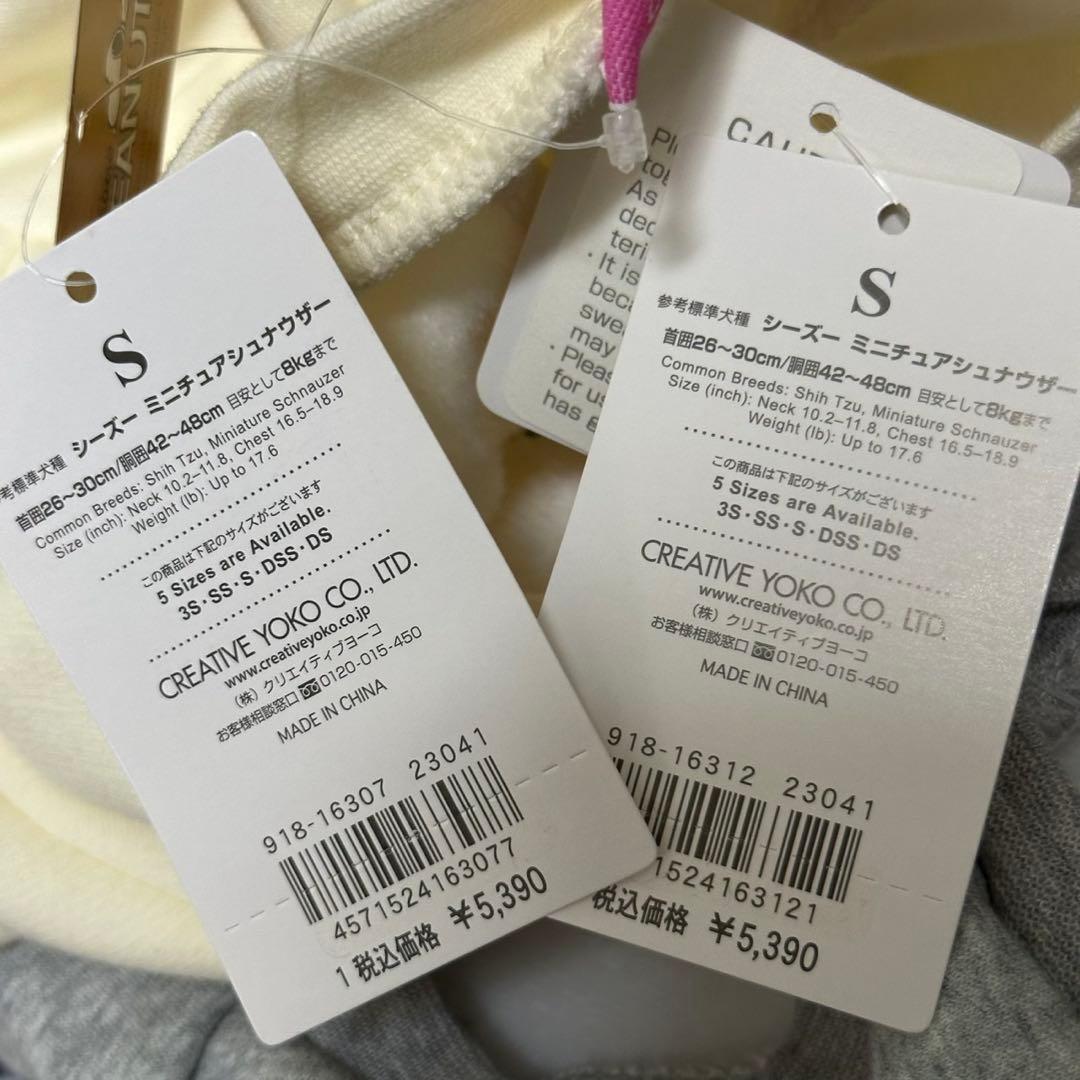 S
参考標準犬種 シーズー ミニチュアシュナウザー
首囲26〜30cm/胴囲42〜48cm 目安として8kgまで
Common Breeds: Shih Tzu, Miniature Schnauzer
Size (inch): Neck 10.2–11.8, Chest 16.5–18.9
Weight (lb): Up to 17.6
この商品は下記のサイズがございます
5 Sizes are Available.
3S・SS・S・DSS・DS
CREATIVE YOKO CO., LTD.
www.creativeyoko.co.jp
（株）クリエイティブヨーコ
お客様相談窓口 0120-015-450
MADE IN CHINA
918-16307 23041
4571524163077
1 税込価格 ¥5,390
S
参考標準犬種 シーズー ミニチュアシュナウザー
首囲26〜30cm/胴囲42〜48cm 目安として8kgまで
Common Breeds: Shih Tzu, Miniature Schnauzer
Size (inch): Neck 10.2–11.8, Chest 16.5–18.9
Weight (lb): Up to 17.6
この商品は下記のサイズがございます
5 Sizes are Available.
3S・SS・S・DSS・DS
CREATIVE YOKO CO., LTD.
www.creativeyoko.co.jp
（株）クリエイティブヨーコ
お客様相談窓口 0120-015-450
MADE IN CHINA
918-16312 23041
1524163121
税込価格 ¥5,390
As
・It is
may
for
has